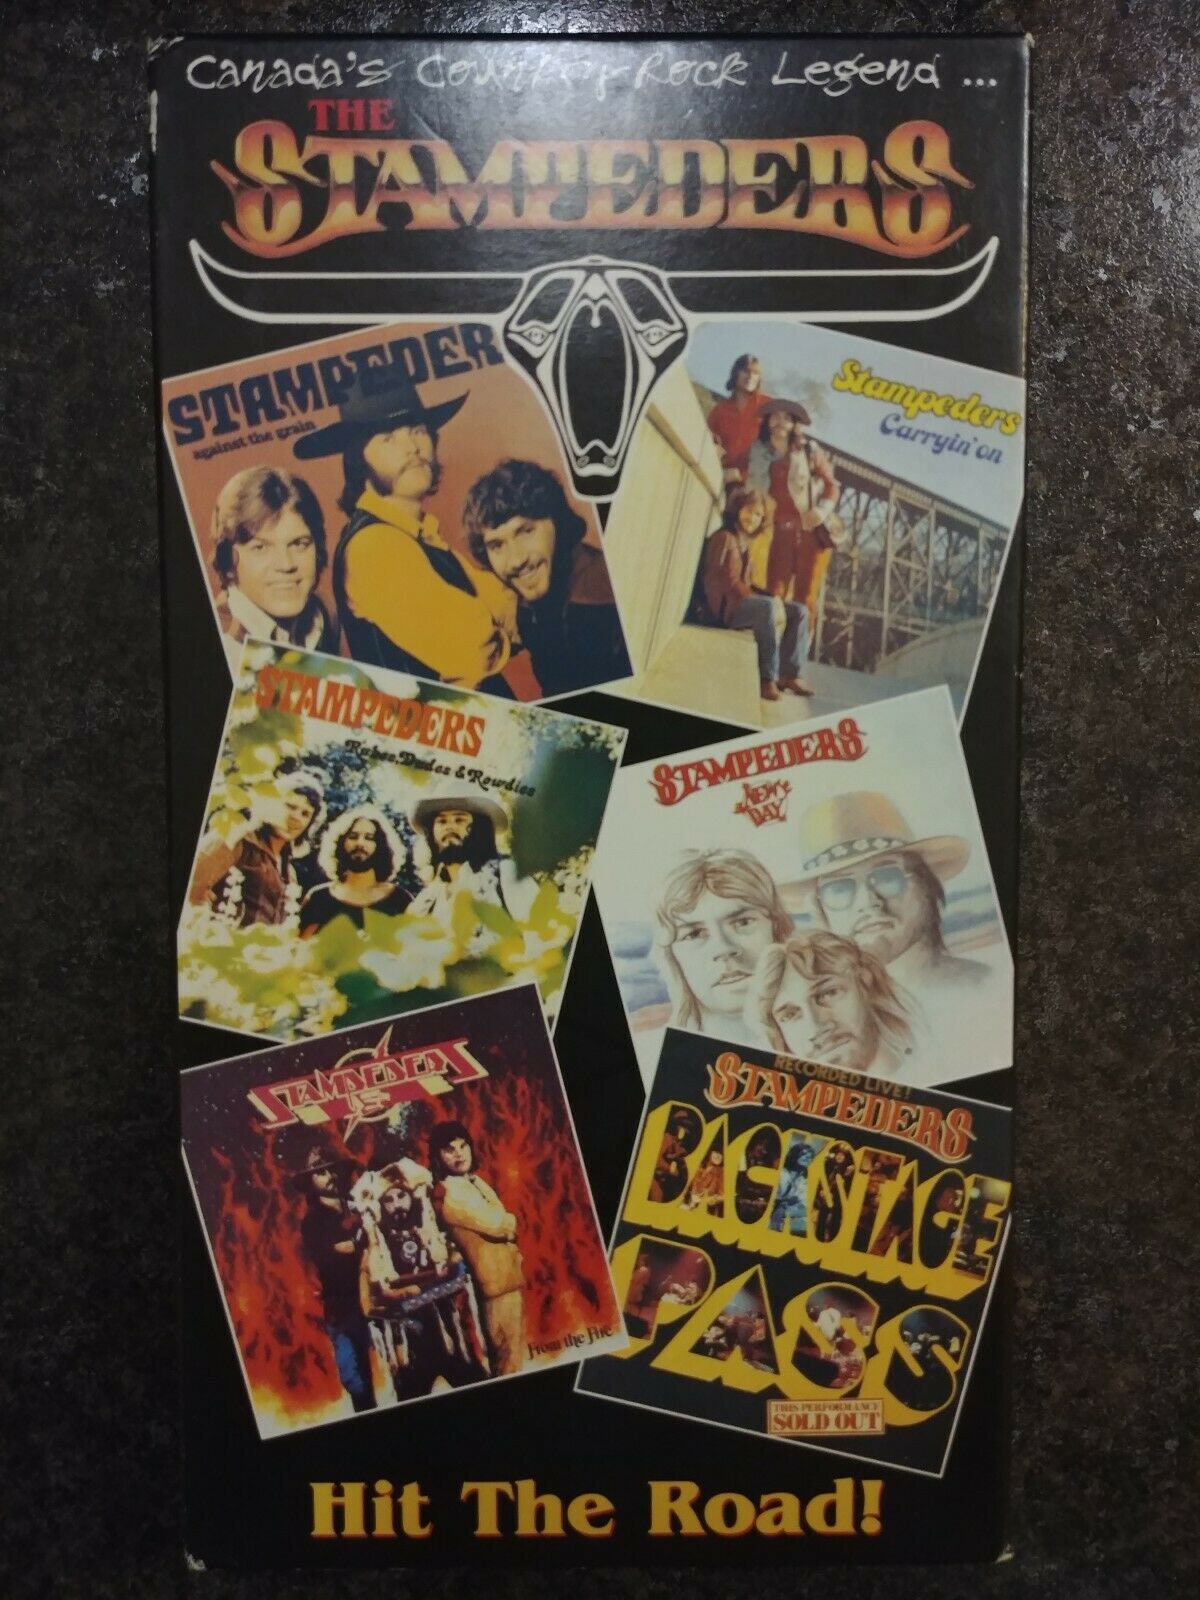 Canada's Country-Rock Legend ...
THE
STAMPEDERS
STAMPEDER
against the grain
Stampeders
Carryin' on
STAMPEDERS
Rubes, Dudes & Rowdies
STAMPEDERS
NEW
DAY
STAMPEDERS
From the Fire
RECORDED LIVE!
STAMPEDERS
BACKSTAGE
PASS
THIS PERFORMANCE
SOLD OUT
Hit The Road!